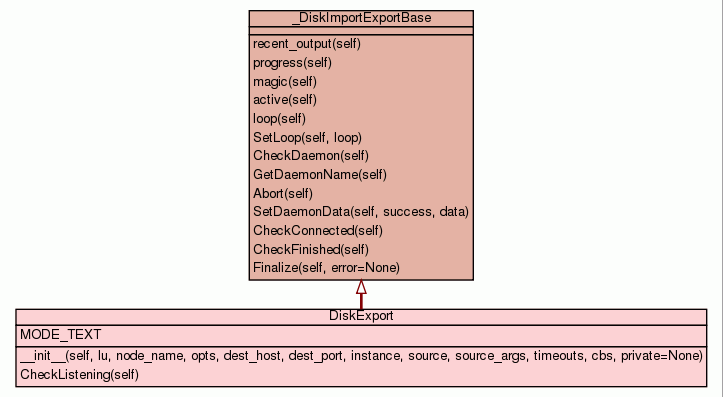 _DiskImportExportBase
recent_output(self)
progress(self)
magic(self)
active(self)
loop(self)
SetLoop(self, loop)
CheckDaemon(self)
GetDaemonName(self)
Abort(self)
SetDaemonData(self, success, data)
CheckConnected(self)
CheckFinished(self)
Finalize(self, error=None)
DiskExport
MODE_TEXT
__init__(self, lu, node_name, opts, dest_host, dest_port, instance, source, source_args, timeouts, cbs, private=None)
CheckListening(self)